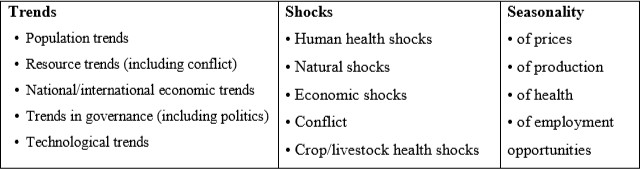 Trends
• Population trends
• Resource trends (including conflict)
• National/international economic trends
• Trends in governance (including politics)
• Technological trends
Shocks
• Human health shocks
• Natural shocks
• Economic shocks
• Conflict
• Crop/livestock health shocks
Seasonality
• of prices
• of production
• of health
• of employment
opportunities